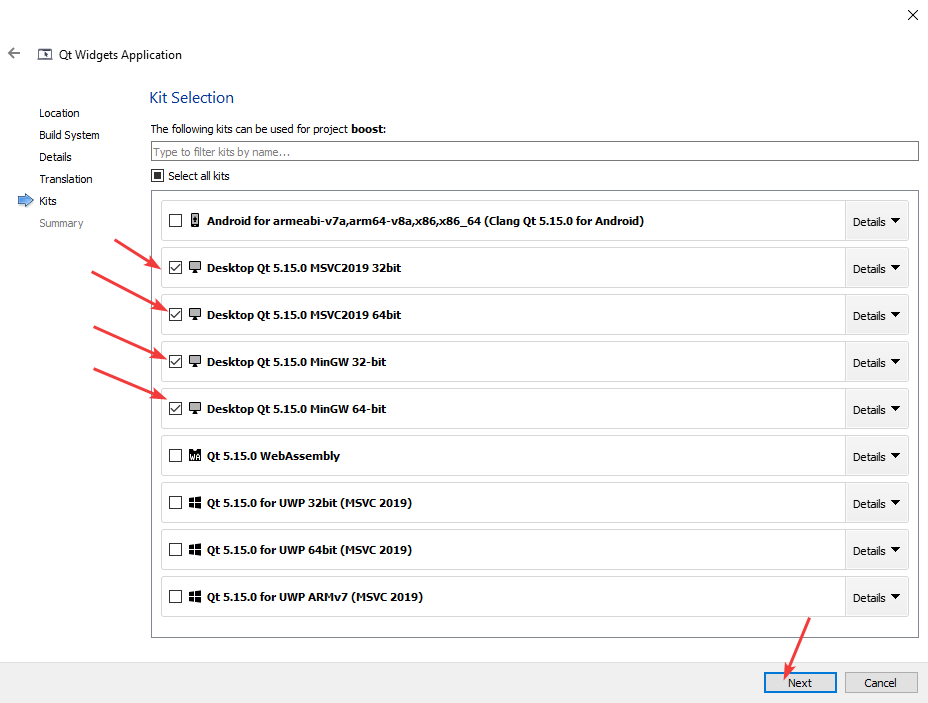 Qt Widgets Application
Location
Build System
Details
Translation
Kits
Summary
Kit Selection
The following kits can be used for project boost:
Type to filter kits by name...
Select all kits
Android for armeabi-v7a,arm64-v8a,x86,x86_64 (Clang Qt 5.15.0 for Android) Details
Desktop Qt 5.15.0 MSVC2019 32bit Details
Desktop Qt 5.15.0 MSVC2019 64bit Details
Desktop Qt 5.15.0 MinGW 32-bit Details
Desktop Qt 5.15.0 MinGW 64-bit Details
Qt 5.15.0 WebAssembly Details
Qt 5.15.0 for UWP 32bit (MSVC 2019) Details
Qt 5.15.0 for UWP 64bit (MSVC 2019) Details
Qt 5.15.0 for UWP ARMv7 (MSVC 2019) Details
Next Cancel